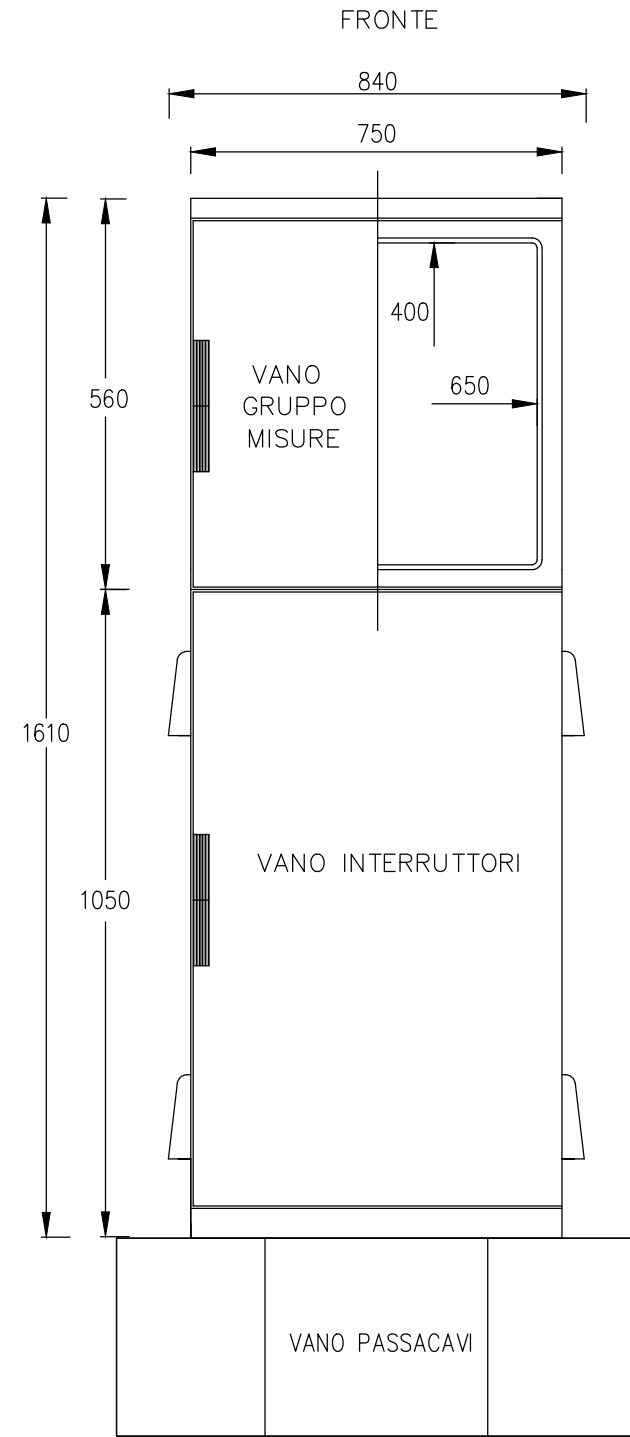 FRONTE
840
750
400
650
VANO
GRUPPO
MISURE
560
1610
VANO INTERRUTTORI
1050
VANO PASSACAVI